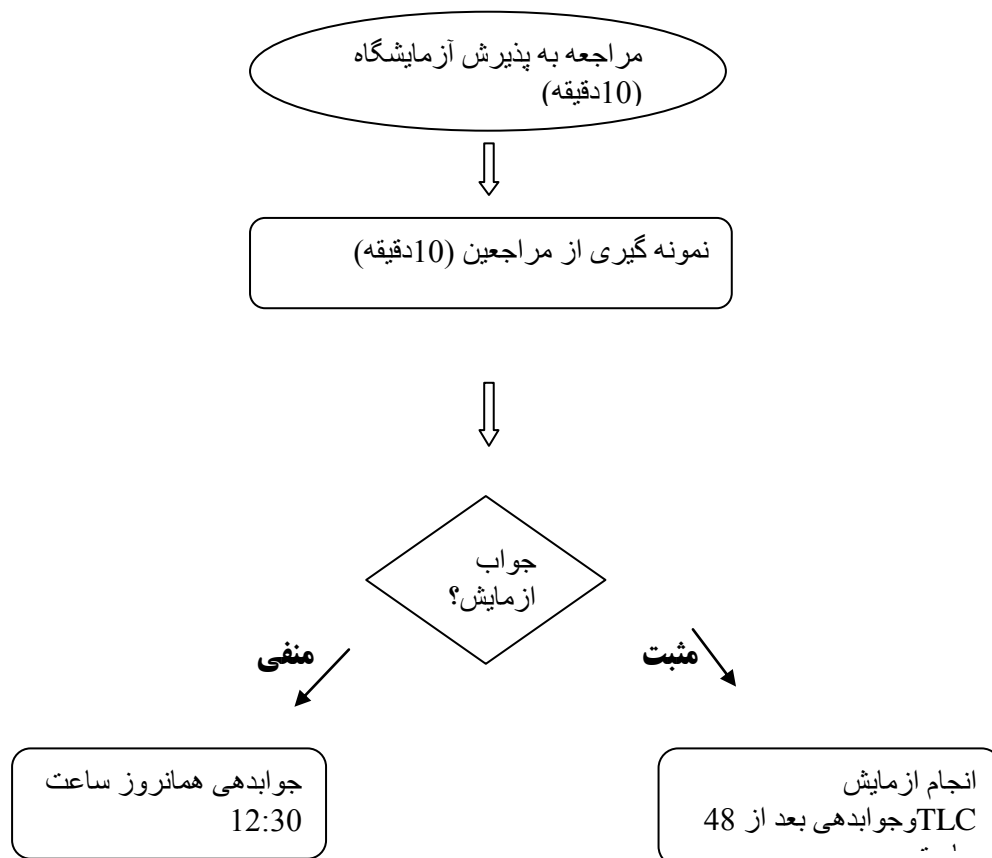 مراجعه به پذیرش آزمایشگاه
(10دقیقه)
نمونه گیری از مراجعین (10دقیقه)
جواب
ازمایش؟
مثبت
منفی
انجام ازمایش
TLCوجوابدهی بعد از 48
جوابدهی همانروز ساعت
12:30